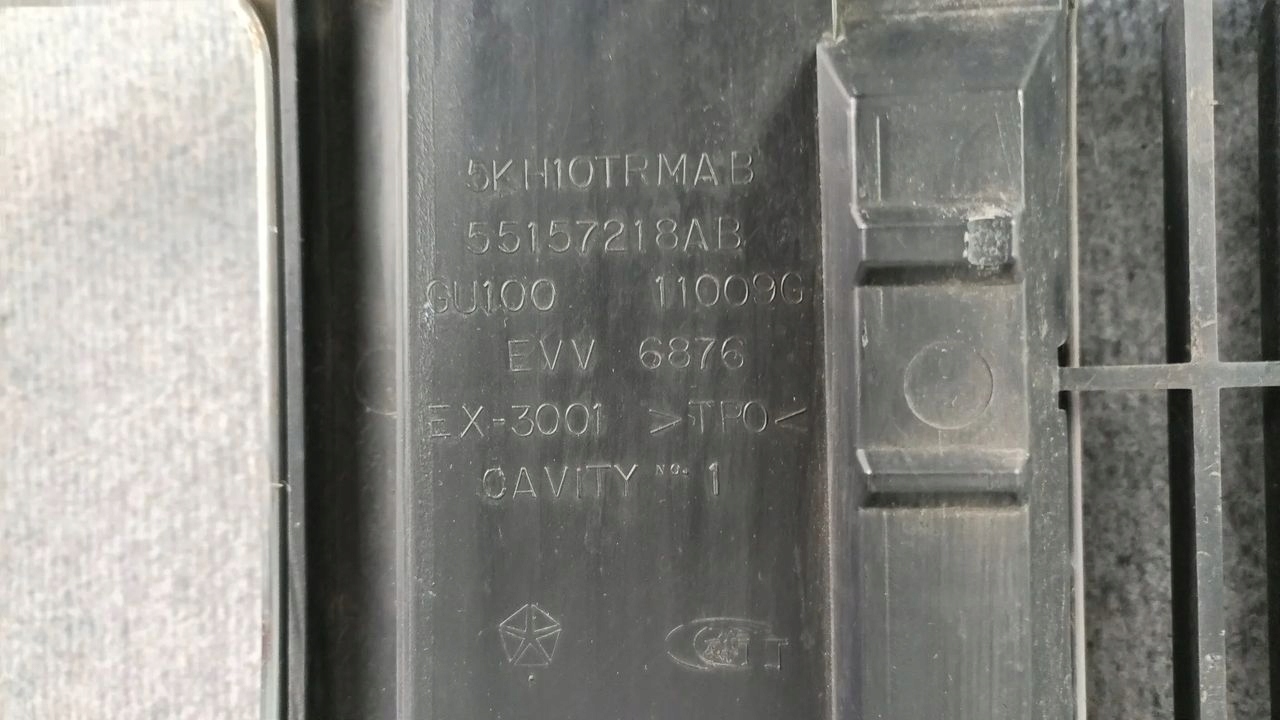 5KH10TRMAB
55157218AB
GU100 11009G
EVV 6876
EX-3001 >TPO<
CAVITY NO. 1